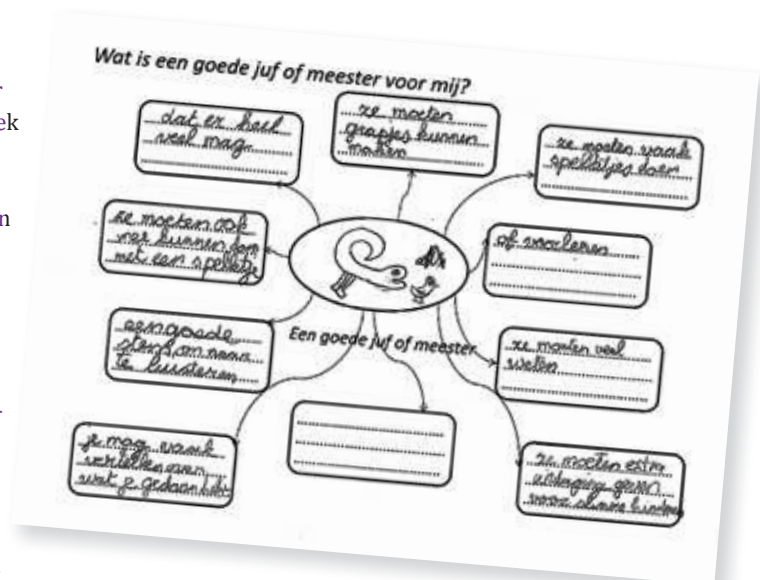 Wat is een goede juf of meester voor mij?
dat er heel
veel mag
ze moeten
grapjes kunnen
maken
ze moeten vaak
spelletjes doen
ze moeten ook
mee kunnen doen
met een spelletje
of voorlezen
een goede
stem om naar
te luisteren
Een goede juf of meester
ze moeten veel
weten
je mag vaak
vertellen over
wat je gedaan hebt
ze moeten extra
uitdaging geven
voor slimme kinderen
ek
n